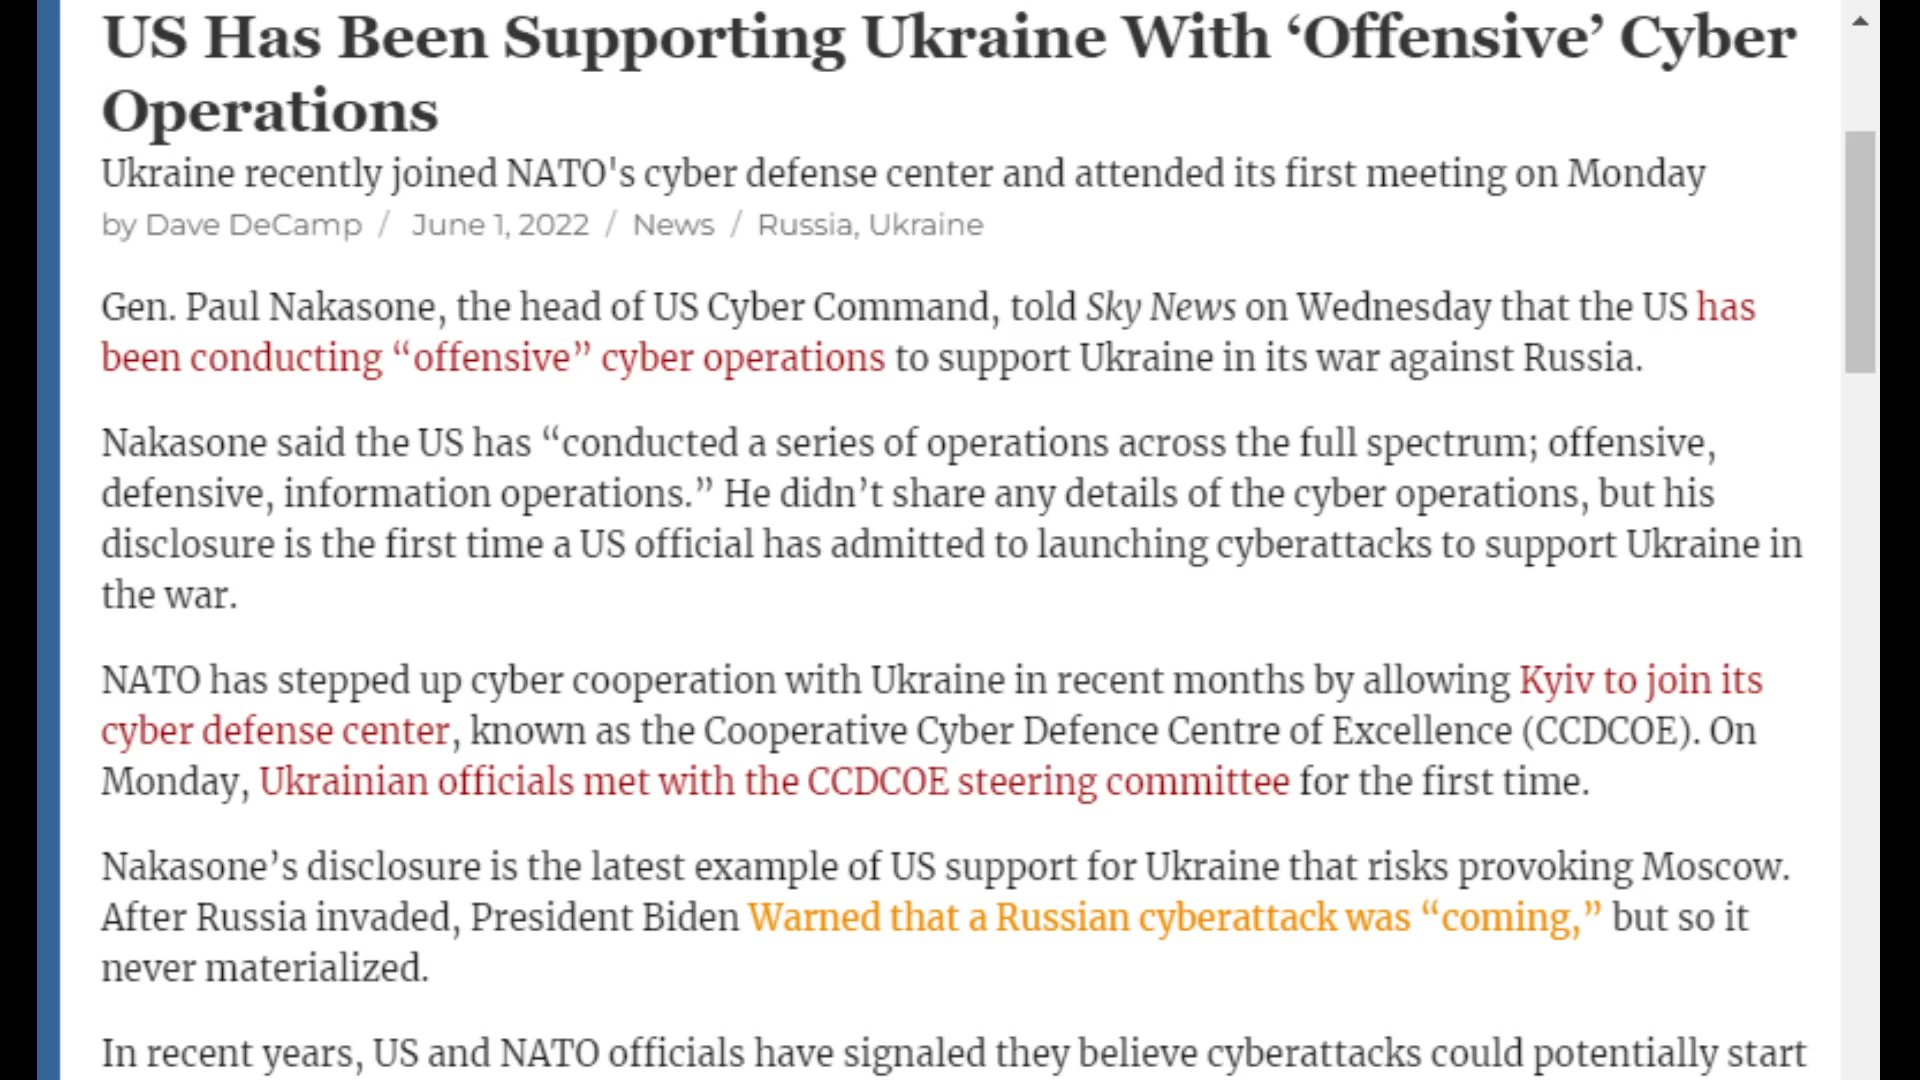 US Has Been Supporting Ukraine With ‘Offensive’ Cyber
Operations
Ukraine recently joined NATO's cyber defense center and attended its first meeting on Monday
by Dave DeCamp / June 1, 2022 / News / Russia, Ukraine
Gen. Paul Nakasone, the head of US Cyber Command, told Sky News on Wednesday that the US has
been conducting “offensive” cyber operations to support Ukraine in its war against Russia.
Nakasone said the US has “conducted a series of operations across the full spectrum; offensive,
defensive, information operations.” He didn’t share any details of the cyber operations, but his
disclosure is the first time a US official has admitted to launching cyberattacks to support Ukraine in
the war.
NATO has stepped up cyber cooperation with Ukraine in recent months by allowing Kyiv to join its
cyber defense center, known as the Cooperative Cyber Defence Centre of Excellence (CCDCOE). On
Monday, Ukrainian officials met with the CCDCOE steering committee for the first time.
Nakasone’s disclosure is the latest example of US support for Ukraine that risks provoking Moscow.
After Russia invaded, President Biden Warned that a Russian cyberattack was “coming,” but so it
never materialized.
In recent years, US and NATO officials have signaled they believe cyberattacks could potentially start